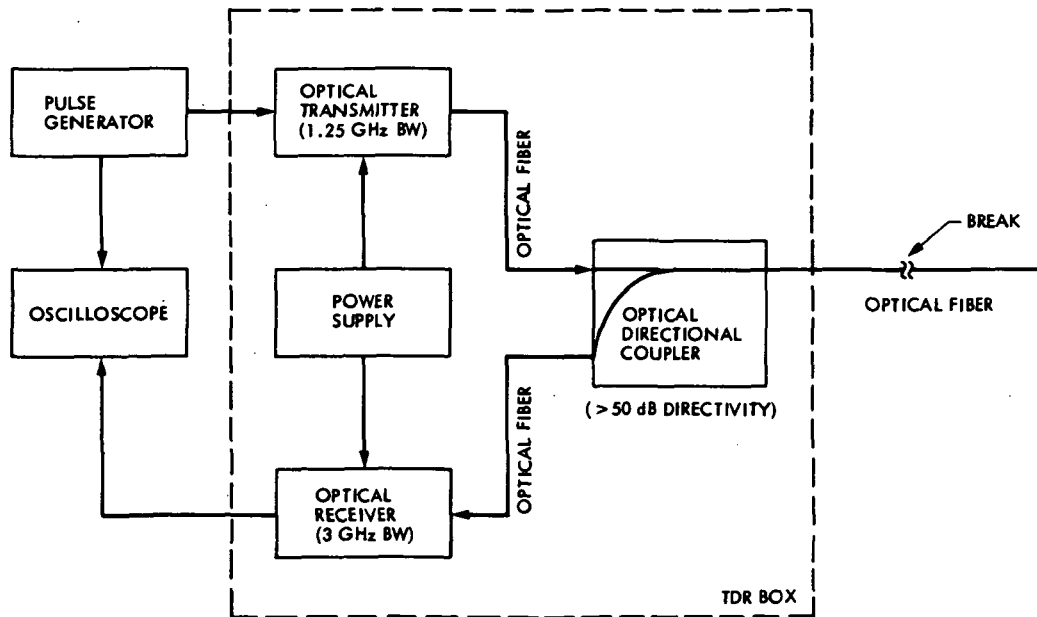 PULSE
GENERATOR
OPTICAL
TRANSMITTER
(1.25 GHz BW)
OPTICAL FIBER
BREAK
OSCILLOSCOPE
POWER
SUPPLY
OPTICAL
DIRECTIONAL
COUPLER
OPTICAL FIBER
(>50 dB DIRECTIVITY)
OPTICAL FIBER
OPTICAL
RECEIVER
(3 GHz BW)
TDR BOX